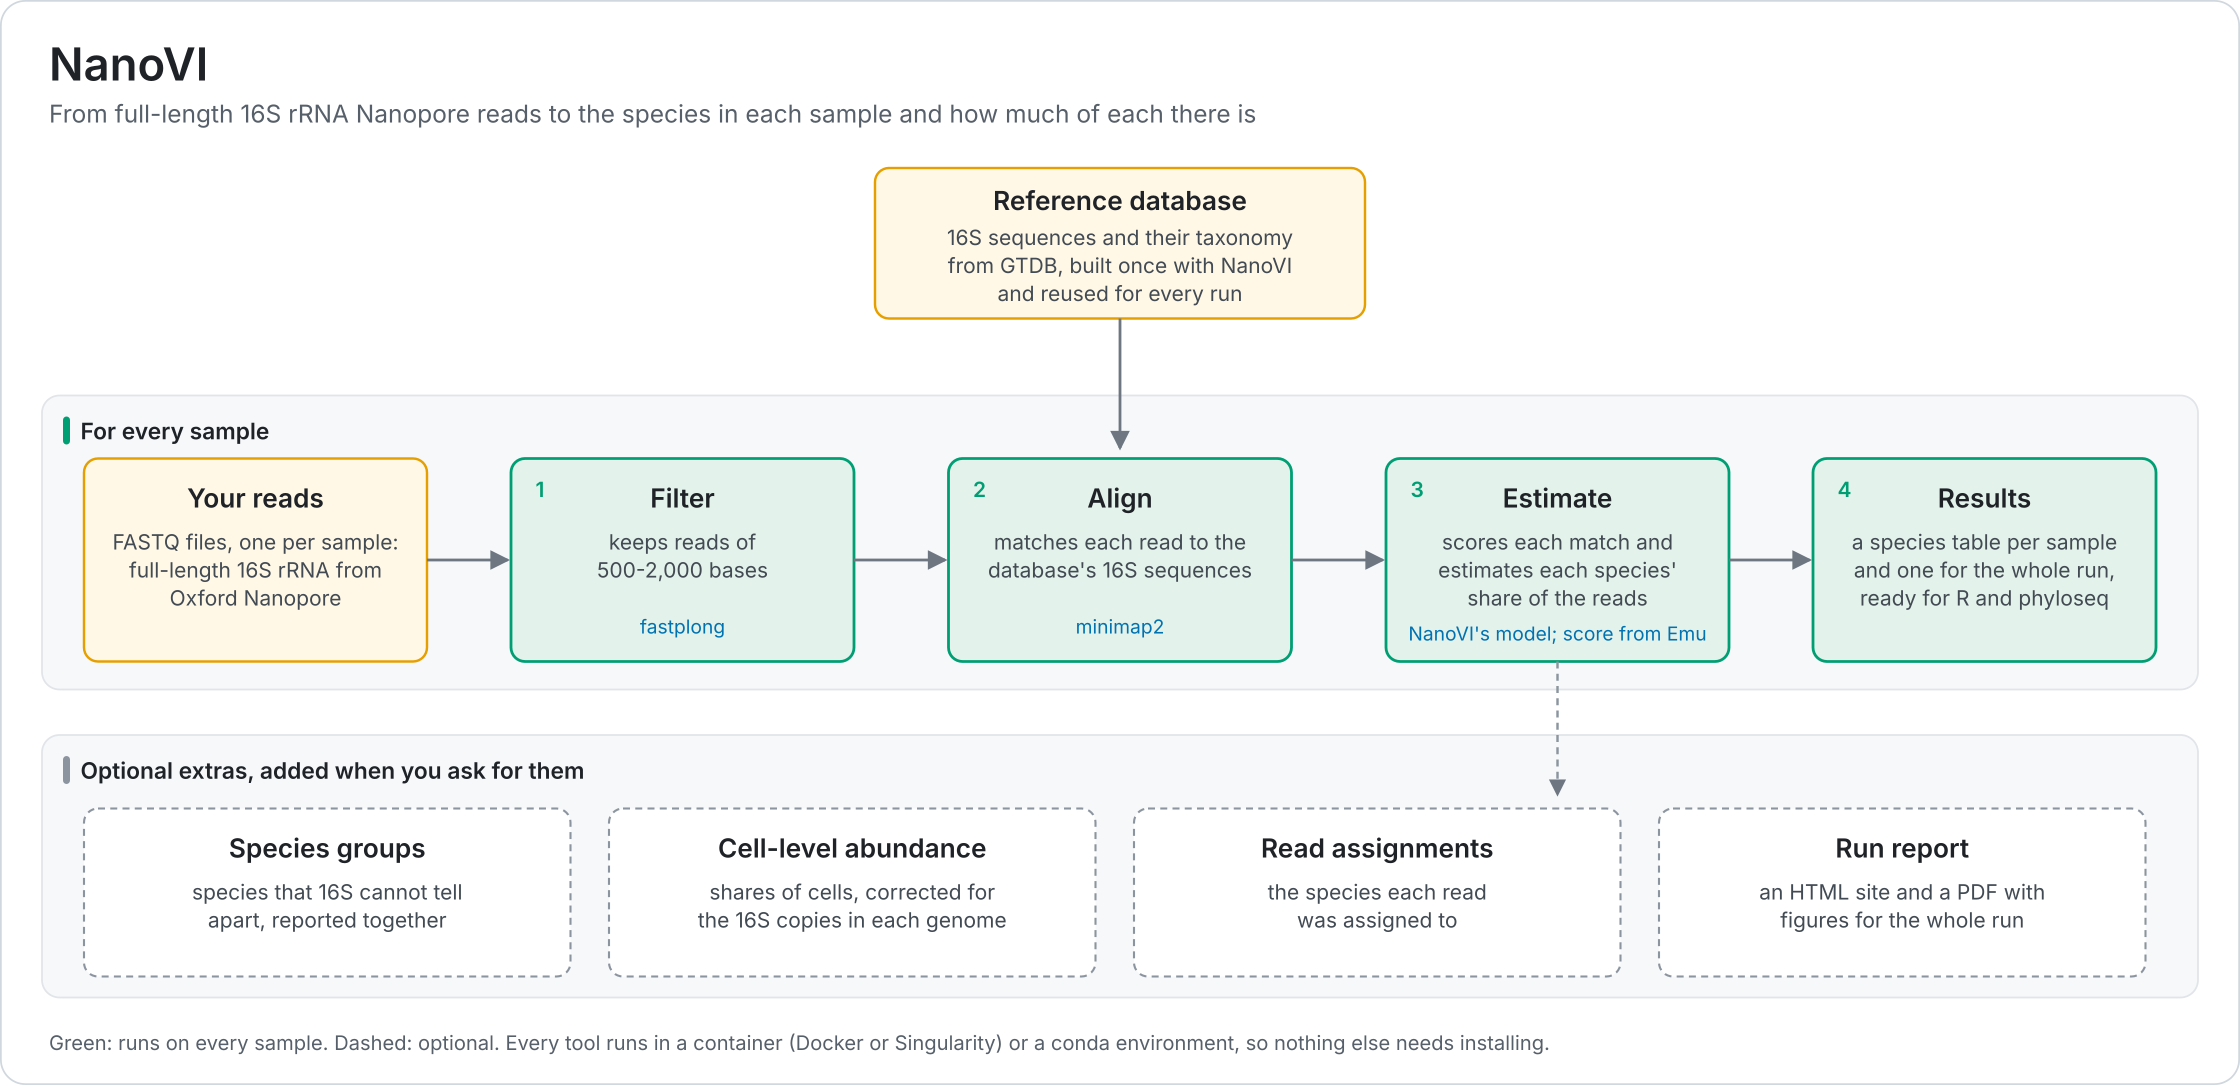 NanoVI
From full-length 16S rRNA Nanopore reads to the species in each sample and how much of each there is
Reference database
16S sequences and their taxonomy
from GTDB, built once with NanoVI
and reused for every run
For every sample
Your reads
FASTQ files, one per sample:
full-length 16S rRNA from
Oxford Nanopore
1
Filter
keeps reads of
500-2,000 bases
fastplong
2
Align
matches each read to the
database's 16S sequences
minimap2
3
Estimate
scores each match and
estimates each species'
share of the reads
NanoVI's model; score from Emu
4
Results
a species table per sample
and one for the whole run,
ready for R and phyloseq
Optional extras, added when you ask for them
Species groups
species that 16S cannot tell
apart, reported together
Cell-level abundance
shares of cells, corrected for
the 16S copies in each genome
Read assignments
the species each read
was assigned to
Run report
an HTML site and a PDF with
figures for the whole run
Green: runs on every sample. Dashed: optional. Every tool runs in a container (Docker or Singularity) or a conda environment, so nothing else needs installing.